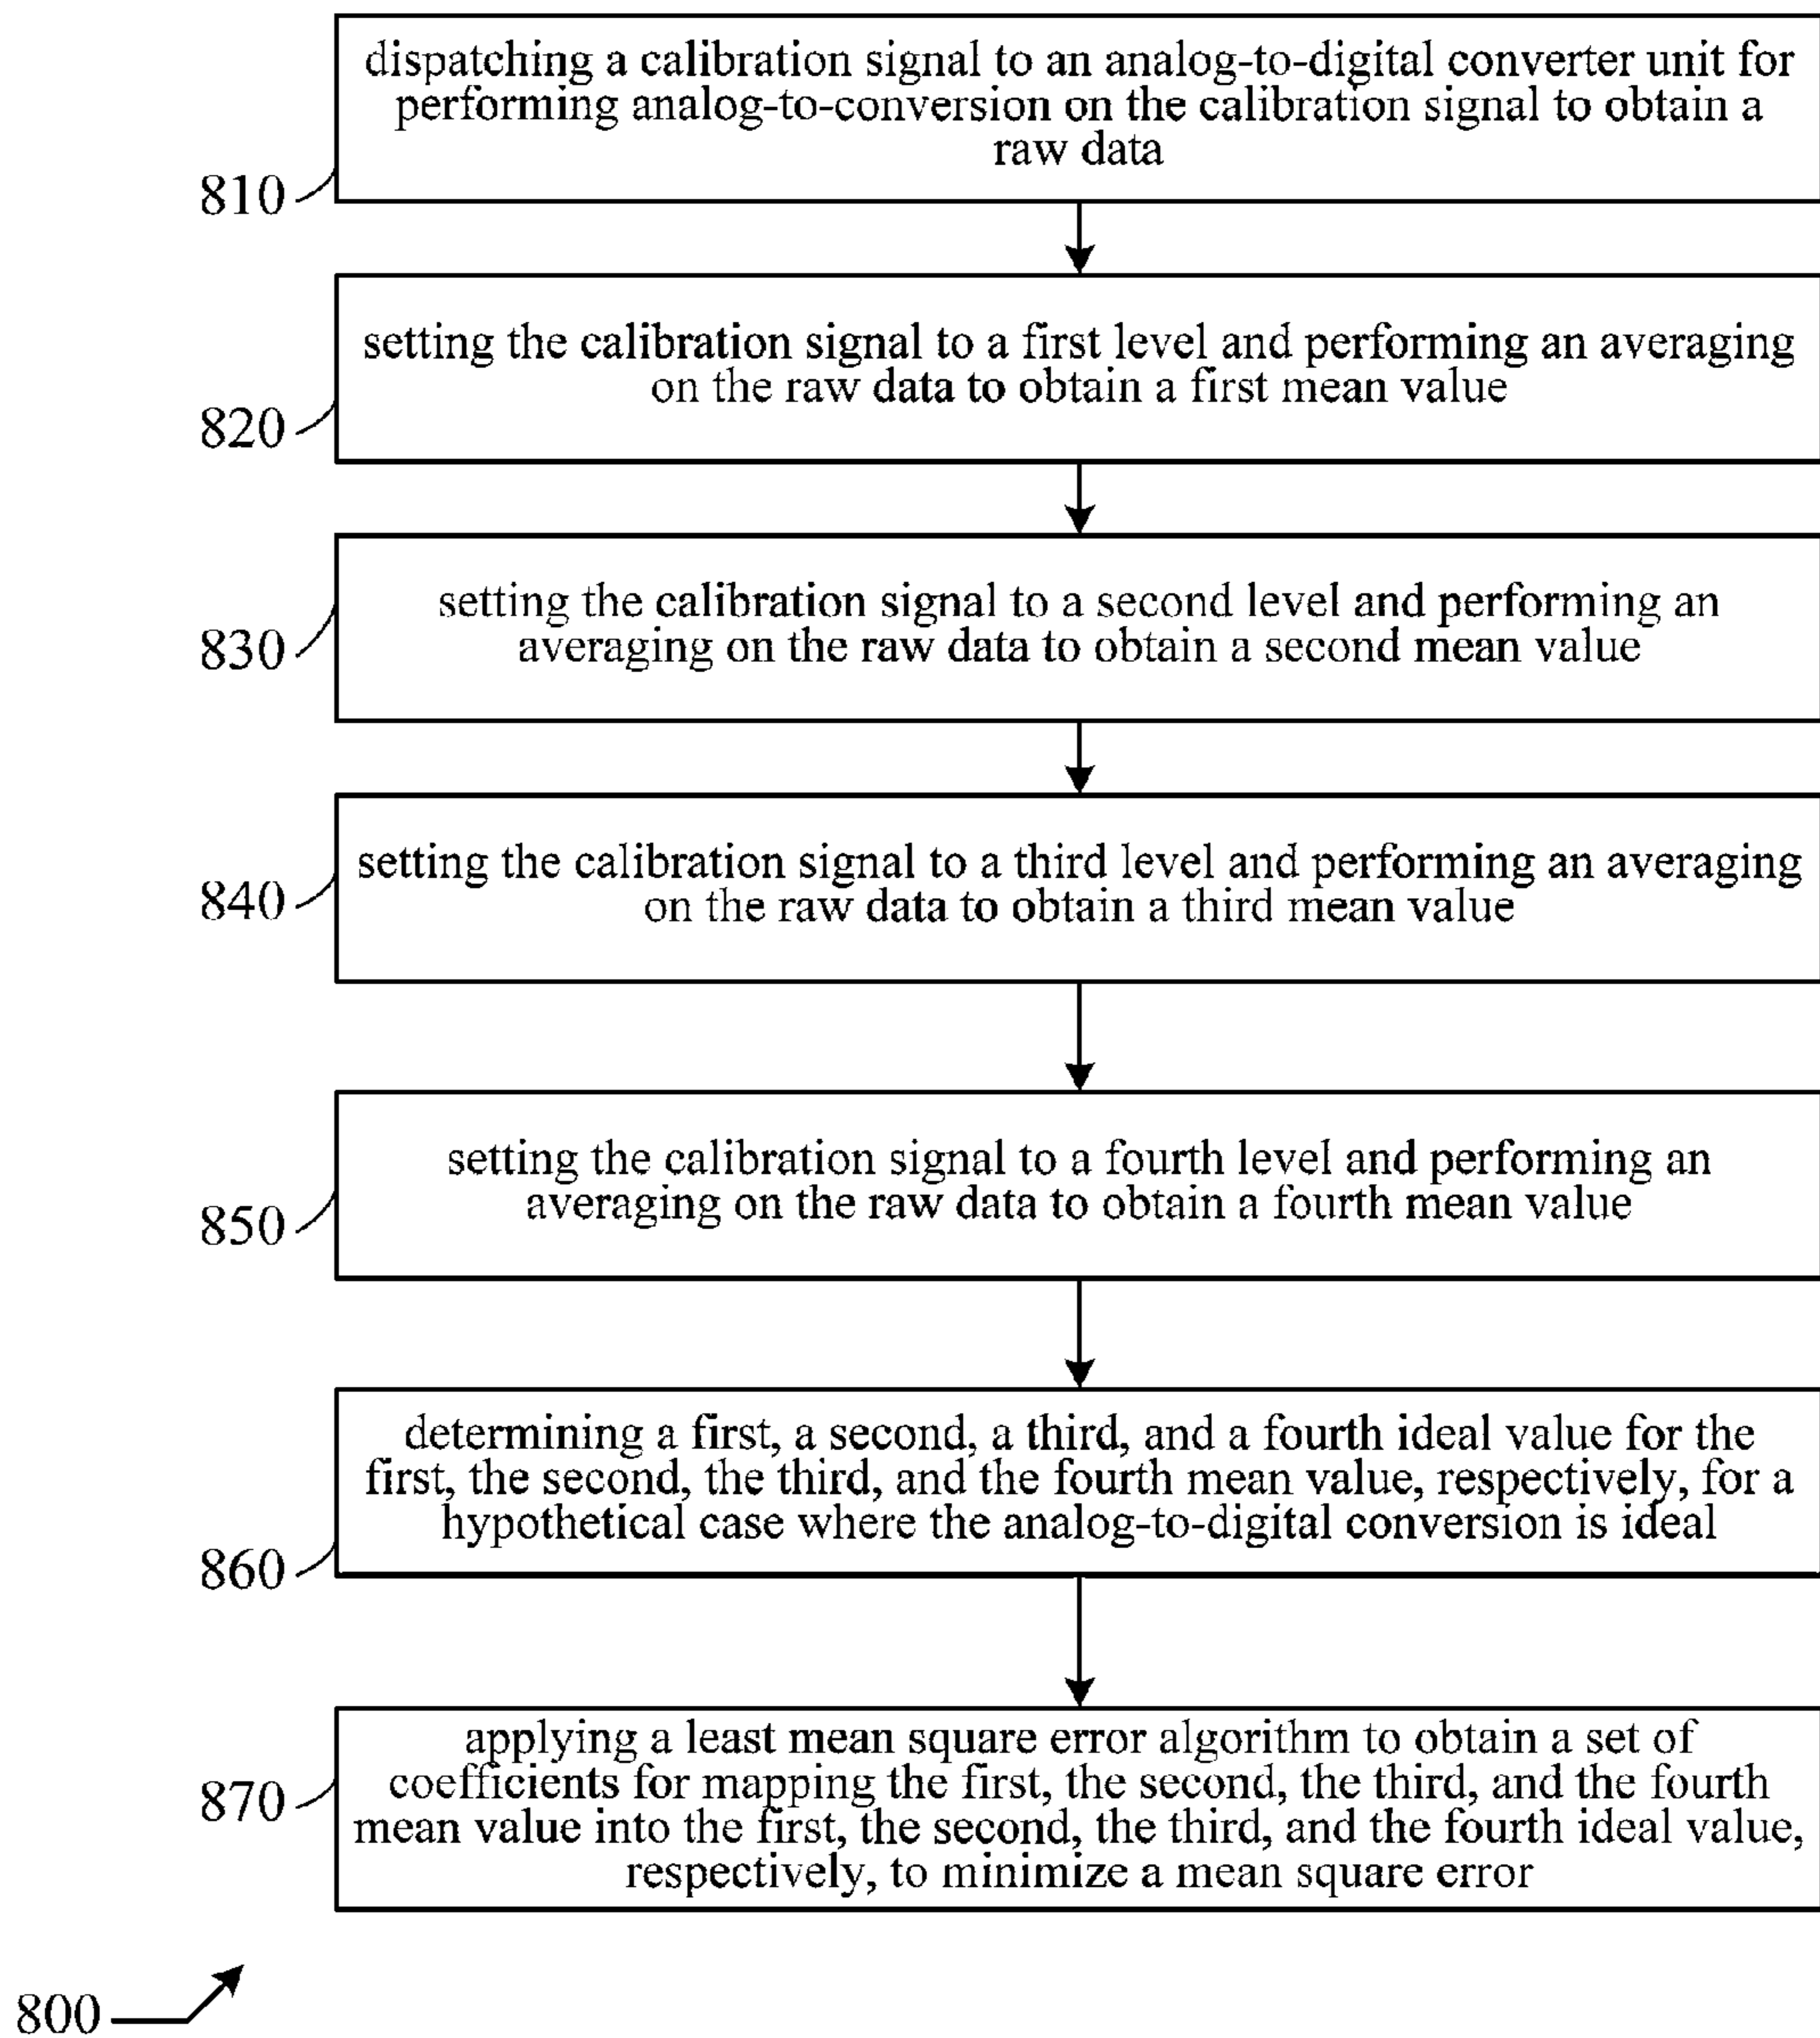 dispatching a calibration signal to an analog-to-digital converter unit for
performing analog-to-conversion on the calibration signal to obtain a
raw data
810
setting the calibration signal to a first level and performing an averaging
on the raw data to obtain a first mean value
820
setting the calibration signal to a second level and performing an
averaging on the raw data to obtain a second mean value
830
setting the calibration signal to a third level and performing an averaging
on the raw data to obtain a third mean value
840
setting the calibration signal to a fourth level and performing an
averaging on the raw data to obtain a fourth mean value
850
determining a first, a second, a third, and a fourth ideal value for the
first, the second, the third, and the fourth mean value, respectively, for a
hypothetical case where the analog-to-digital conversion is ideal
860
applying a least mean square error algorithm to obtain a set of
coefficients for mapping the first, the second, the third, and the fourth
mean value into the first, the second, the third, and the fourth ideal value,
respectively, to minimize a mean square error
870
800